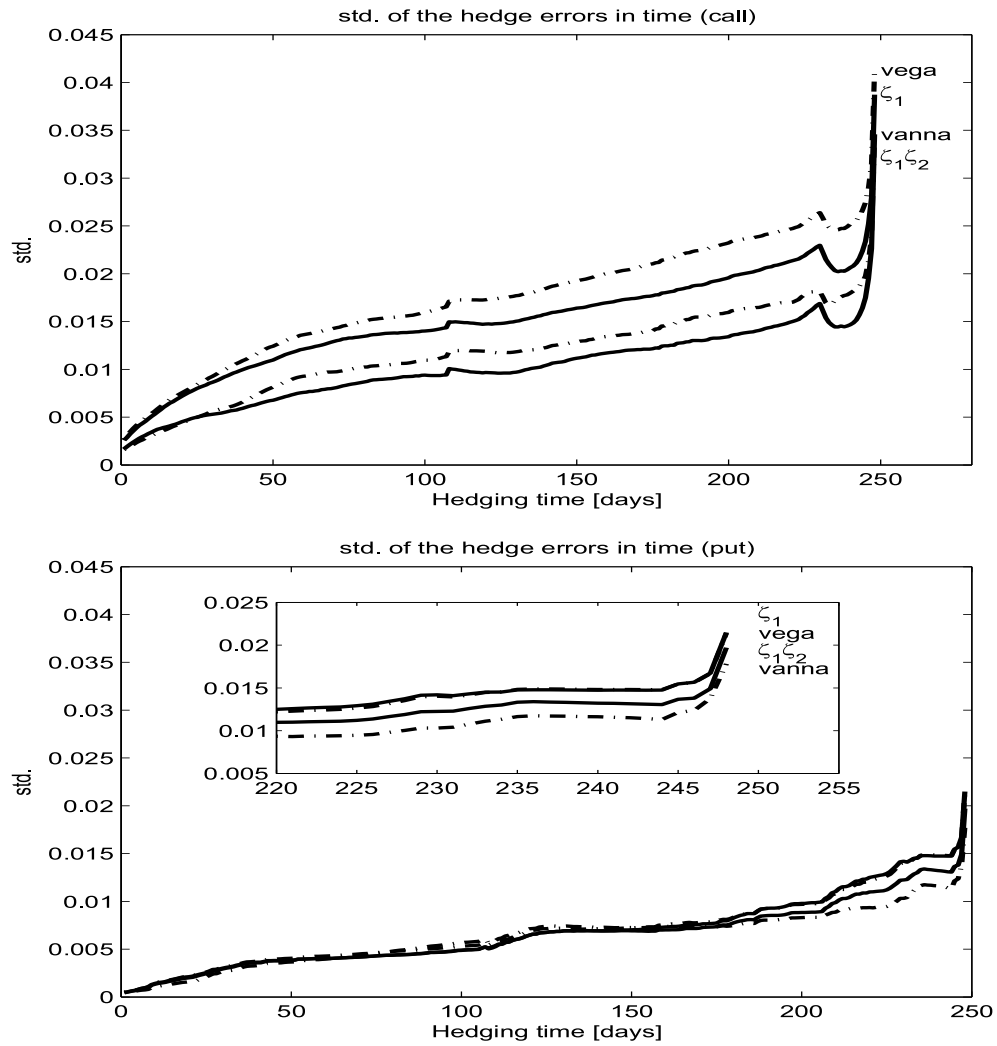 std. of the hedge errors in time (call)
0.045
0.04
0.035
0.03
0.025
0.02
0.015
0.01
0.005
0
std.
vega
ζ1
vanna
ζ1ζ2
0 50 100 150 200 250
Hedging time [days]
std. of the hedge errors in time (put)
0.045
0.04
0.035
0.03
0.025
0.02
0.015
0.01
0.005
0
std.
0.025
0.02
0.015
0.01
0.005
ζ1
vega
ζ1ζ2
vanna
220 225 230 235 240 245 250 255
0 50 100 150 200 250
Hedging time [days]